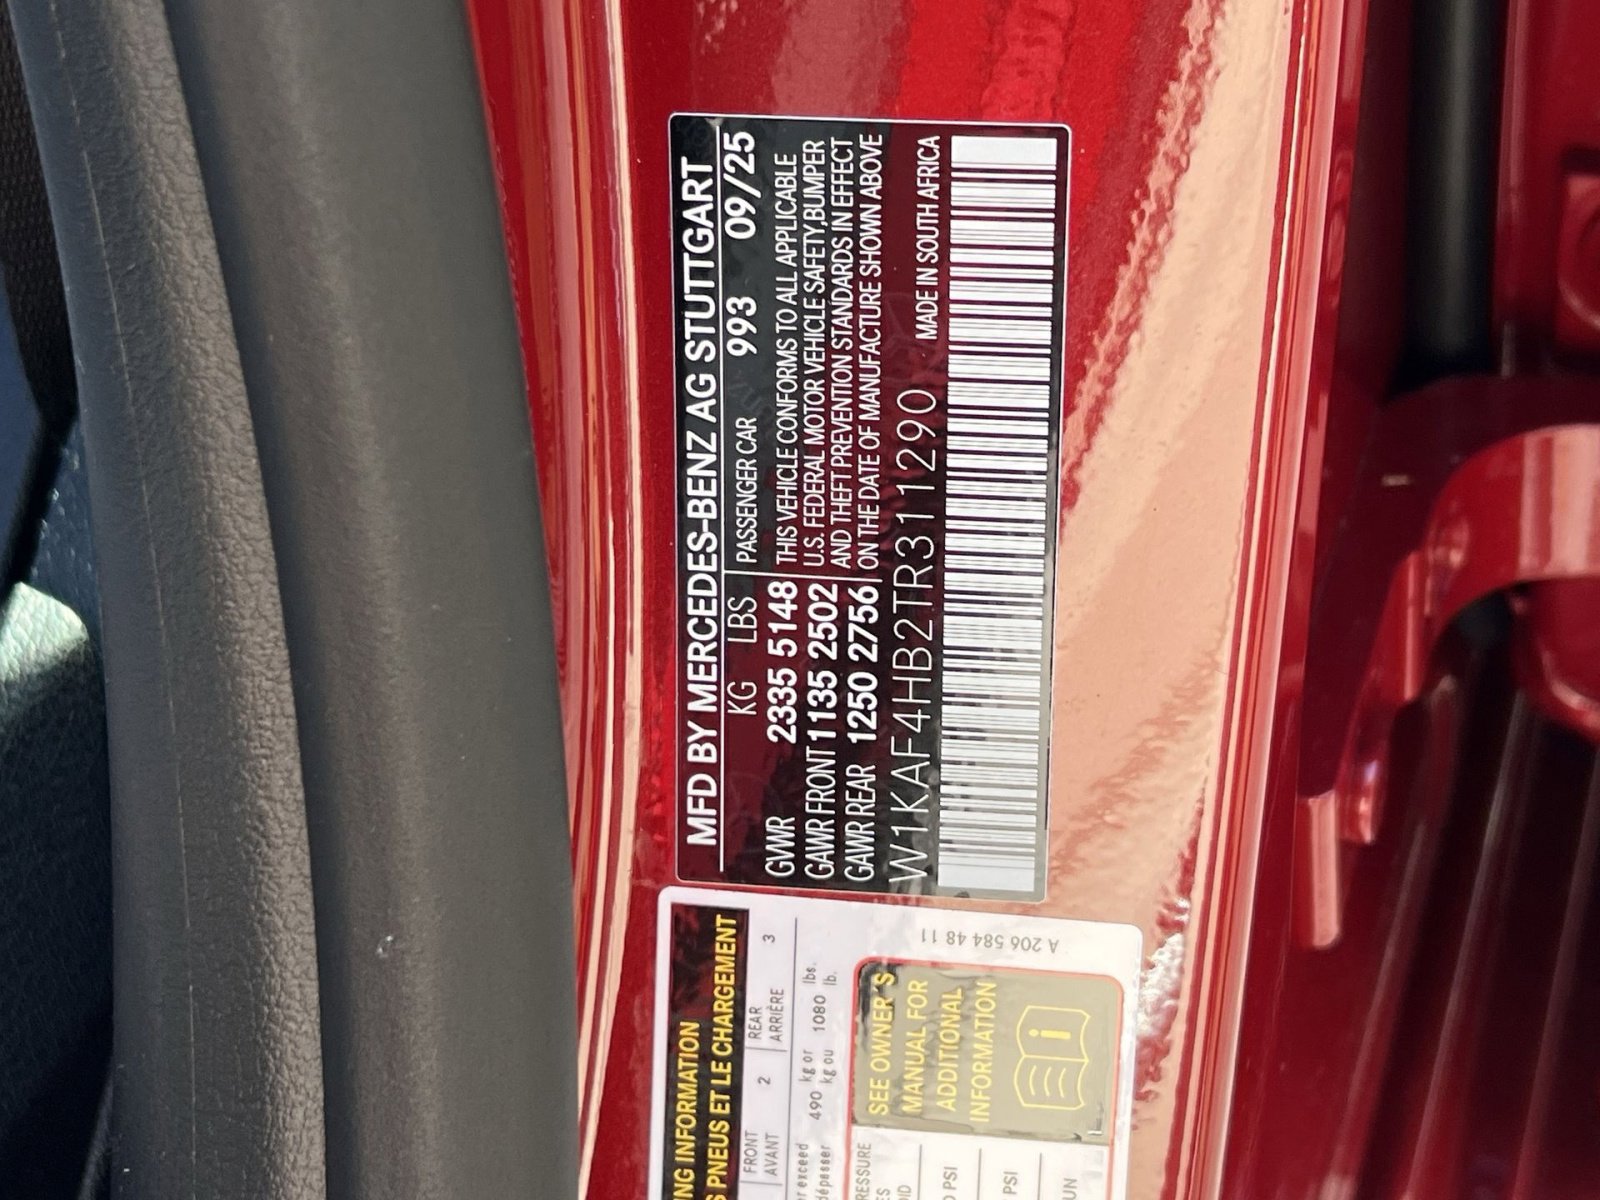 MFD BY MERCEDES-BENZ AG STUTTGART
KG LBS PASSENGER CAR 993 09/25
GVWR 2335 5148
GAWR FRONT 1135 2502
GAWR REAR 1250 2756
THIS VEHICLE CONFORMS TO ALL APPLICABLE
U.S. FEDERAL MOTOR VEHICLE SAFETY,BUMPER
AND THEFT PREVENTION STANDARDS IN EFFECT
ON THE DATE OF MANUFACTURE SHOWN ABOVE
W1KAF4HB2TR311290 MADE IN SOUTH AFRICA
INFORMATION
PNEUS ET LE CHARGEMENT
FRONT 2 REAR 3
AVANT ARRIÈRE
exceed 490 kg or 1080 lbs.
dépasser kg ou lb.
SEE OWNER'S
MANUAL FOR
ADDITIONAL
INFORMATION
PSI
PSI
A 206 584 48 11